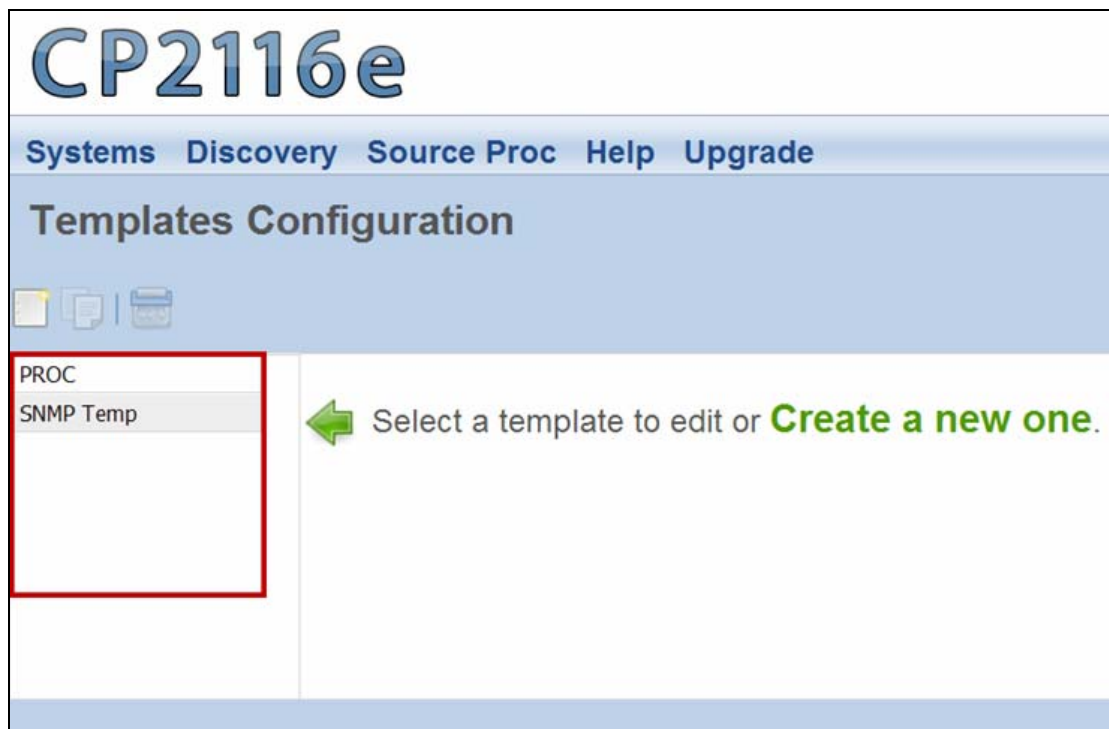 CP2116e
Systems Discovery Source Proc Help Upgrade
Templates Configuration
PROC
SNMP Temp
Select a template to edit or Create a new one.